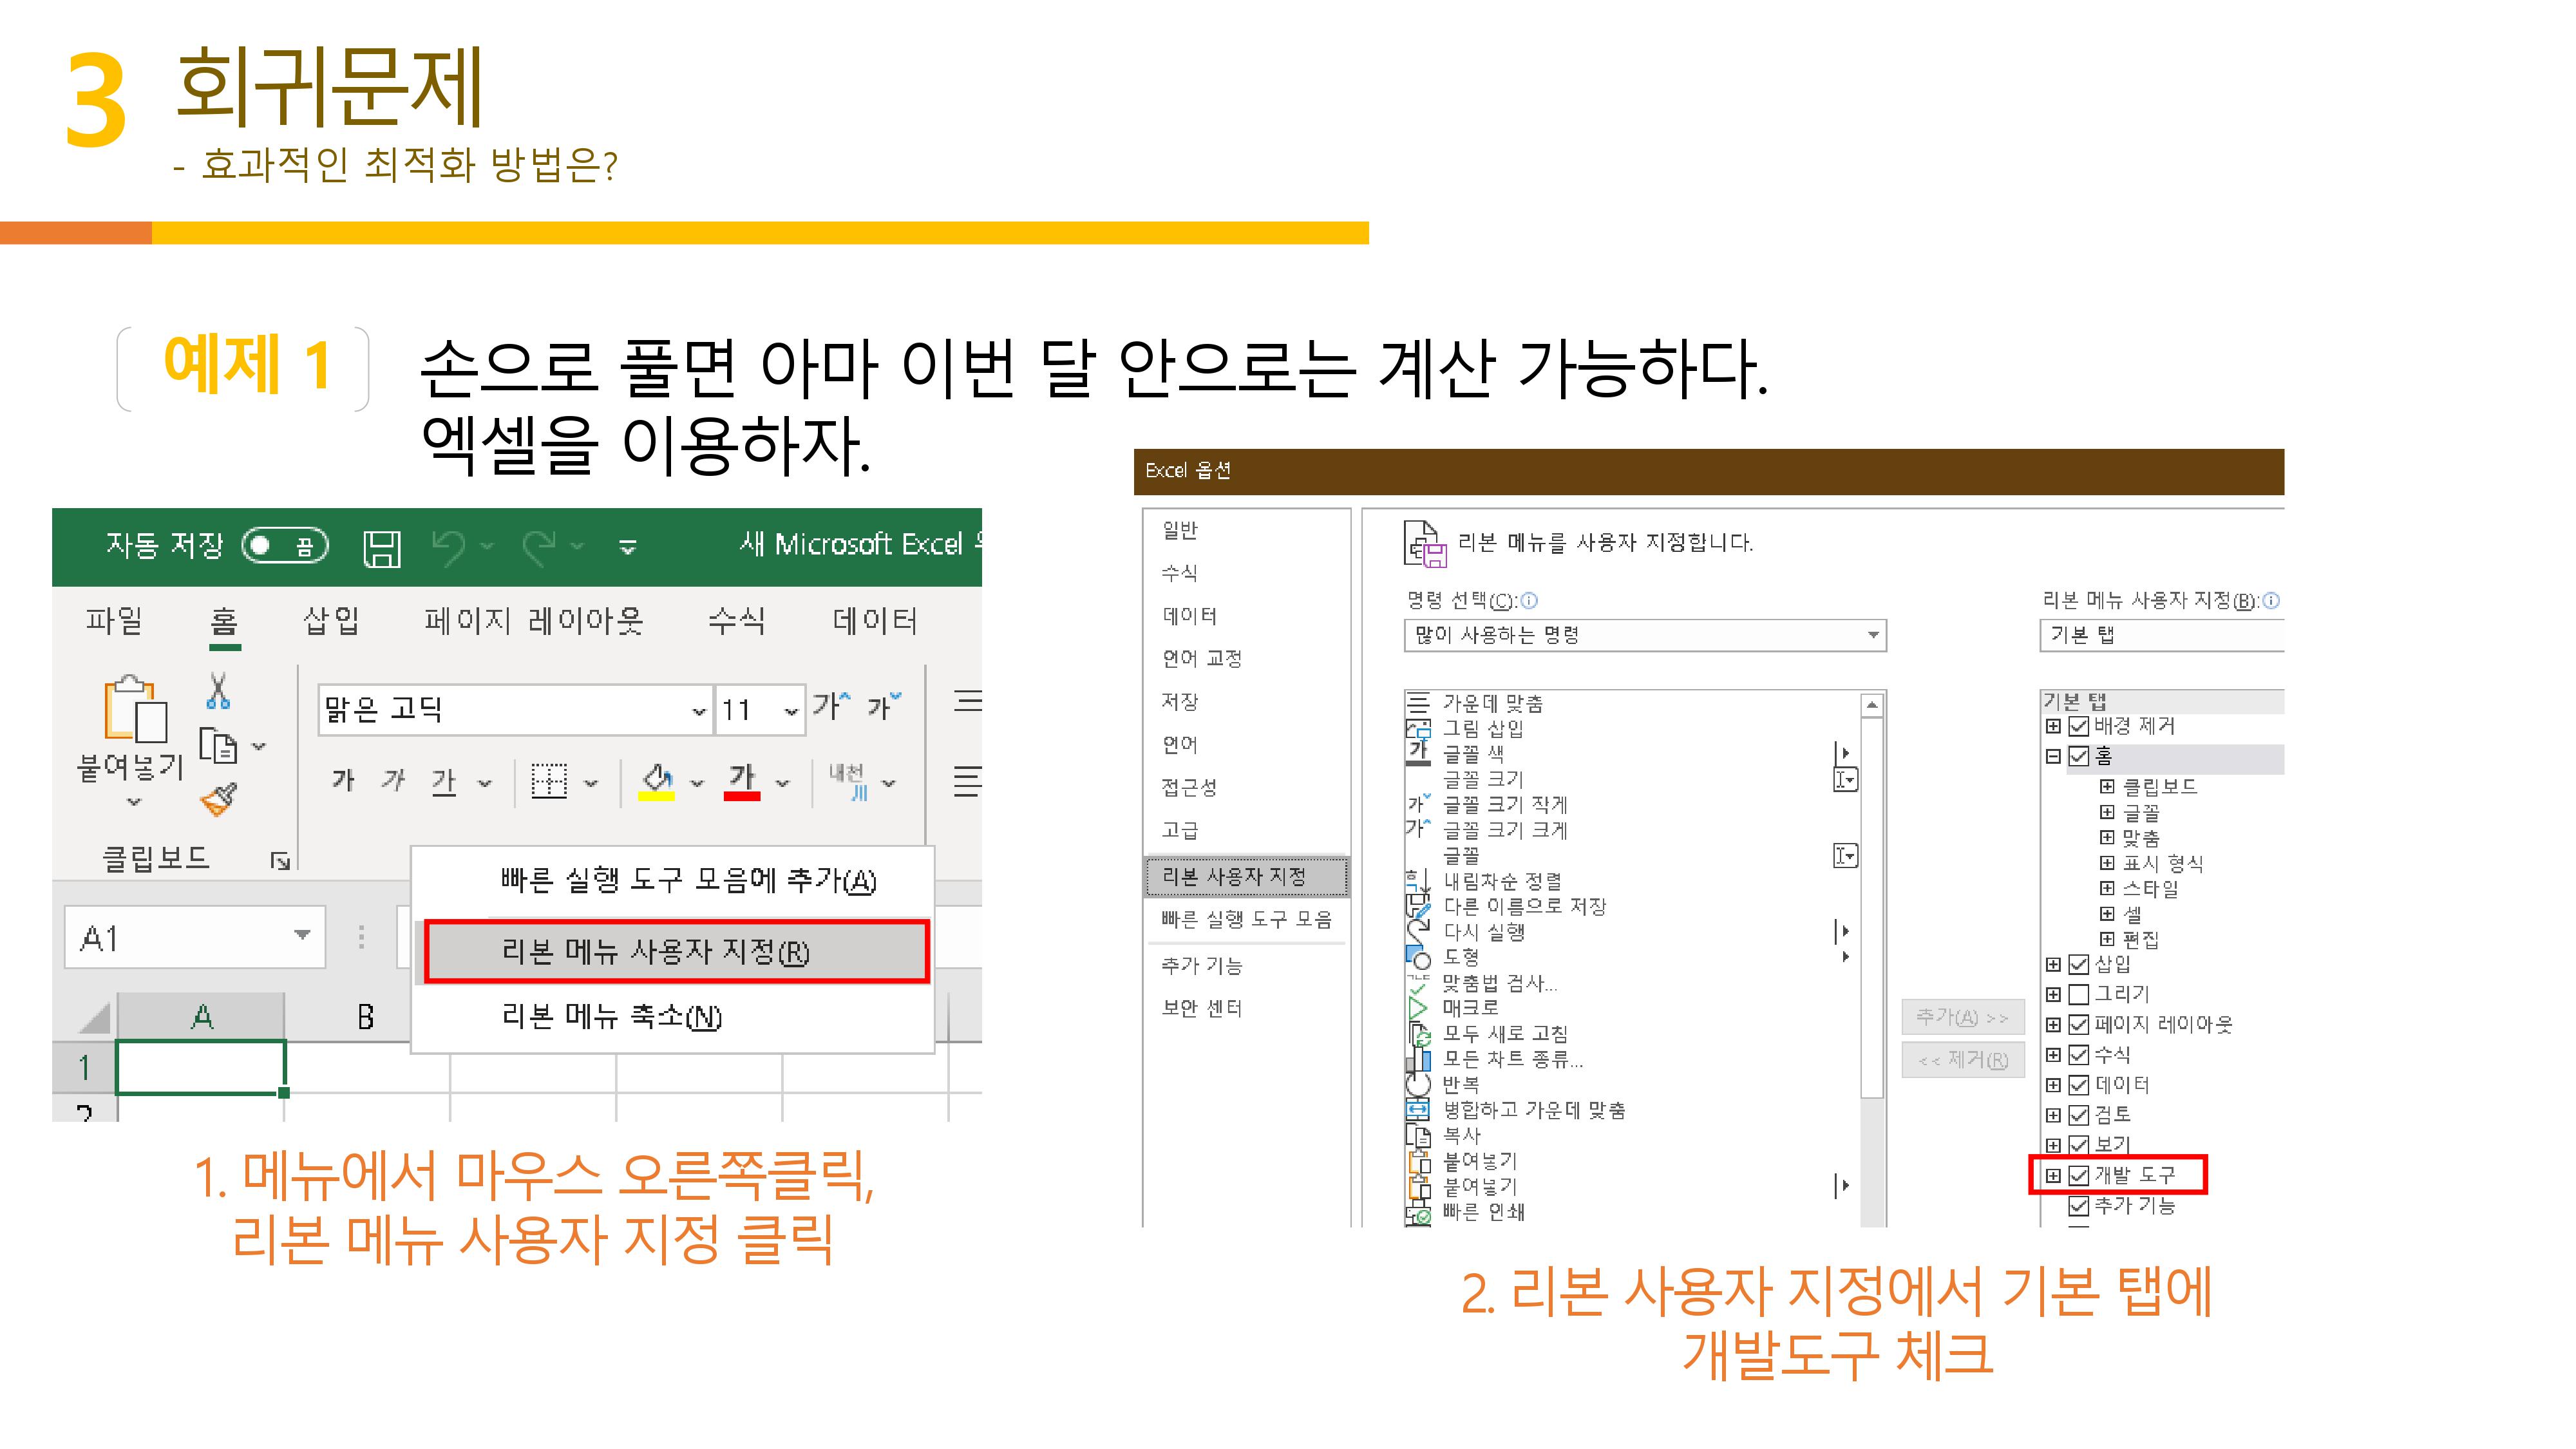 3
회귀문제
- 효과적인 최적화 방법은?
예제 1
손으로 풀면 아마 이번 달 안으로는 계산 가능하다.
엑셀을 이용하자.
자동 저장 끔 새 Microsoft Excel
파일 홈 삽입 페이지 레이아웃 수식 데이터
맑은 고딕 11 가 가
붙여넣기
가 가 가 가 내천
클립보드
빠른 실행 도구 모음에 추가(A)
리본 메뉴 사용자 지정(R)
리본 메뉴 축소(N)
A1
A B
1
2
1. 메뉴에서 마우스 오른쪽클릭,
리본 메뉴 사용자 지정 클릭
Excel 옵션
일반
수식
데이터
언어 교정
저장
언어
접근성
고급
리본 사용자 지정
빠른 실행 도구 모음
추가 기능
보안 센터
리본 메뉴를 사용자 지정합니다.
명령 선택(C):
많이 사용하는 명령
가운데 맞춤
그림 삽입
글꼴 색
글꼴 크기
글꼴 크기 작게
글꼴 크기 크게
글꼴
내림차순 정렬
다른 이름으로 저장
다시 실행
도형
맞춤법 검사...
매크로
모두 새로 고침
모든 차트 종류...
반복
병합하고 가운데 맞춤
복사
붙여넣기
붙여넣기
빠른 인쇄
추가(A) >>
<< 제거(R)
리본 메뉴 사용자 지정(B):
기본 탭
기본 탭
배경 제거
홈
클립보드
글꼴
맞춤
표시 형식
스타일
셀
편집
삽입
그리기
페이지 레이아웃
수식
데이터
검토
보기
개발 도구
추가 기능
2. 리본 사용자 지정에서 기본 탭에
개발도구 체크